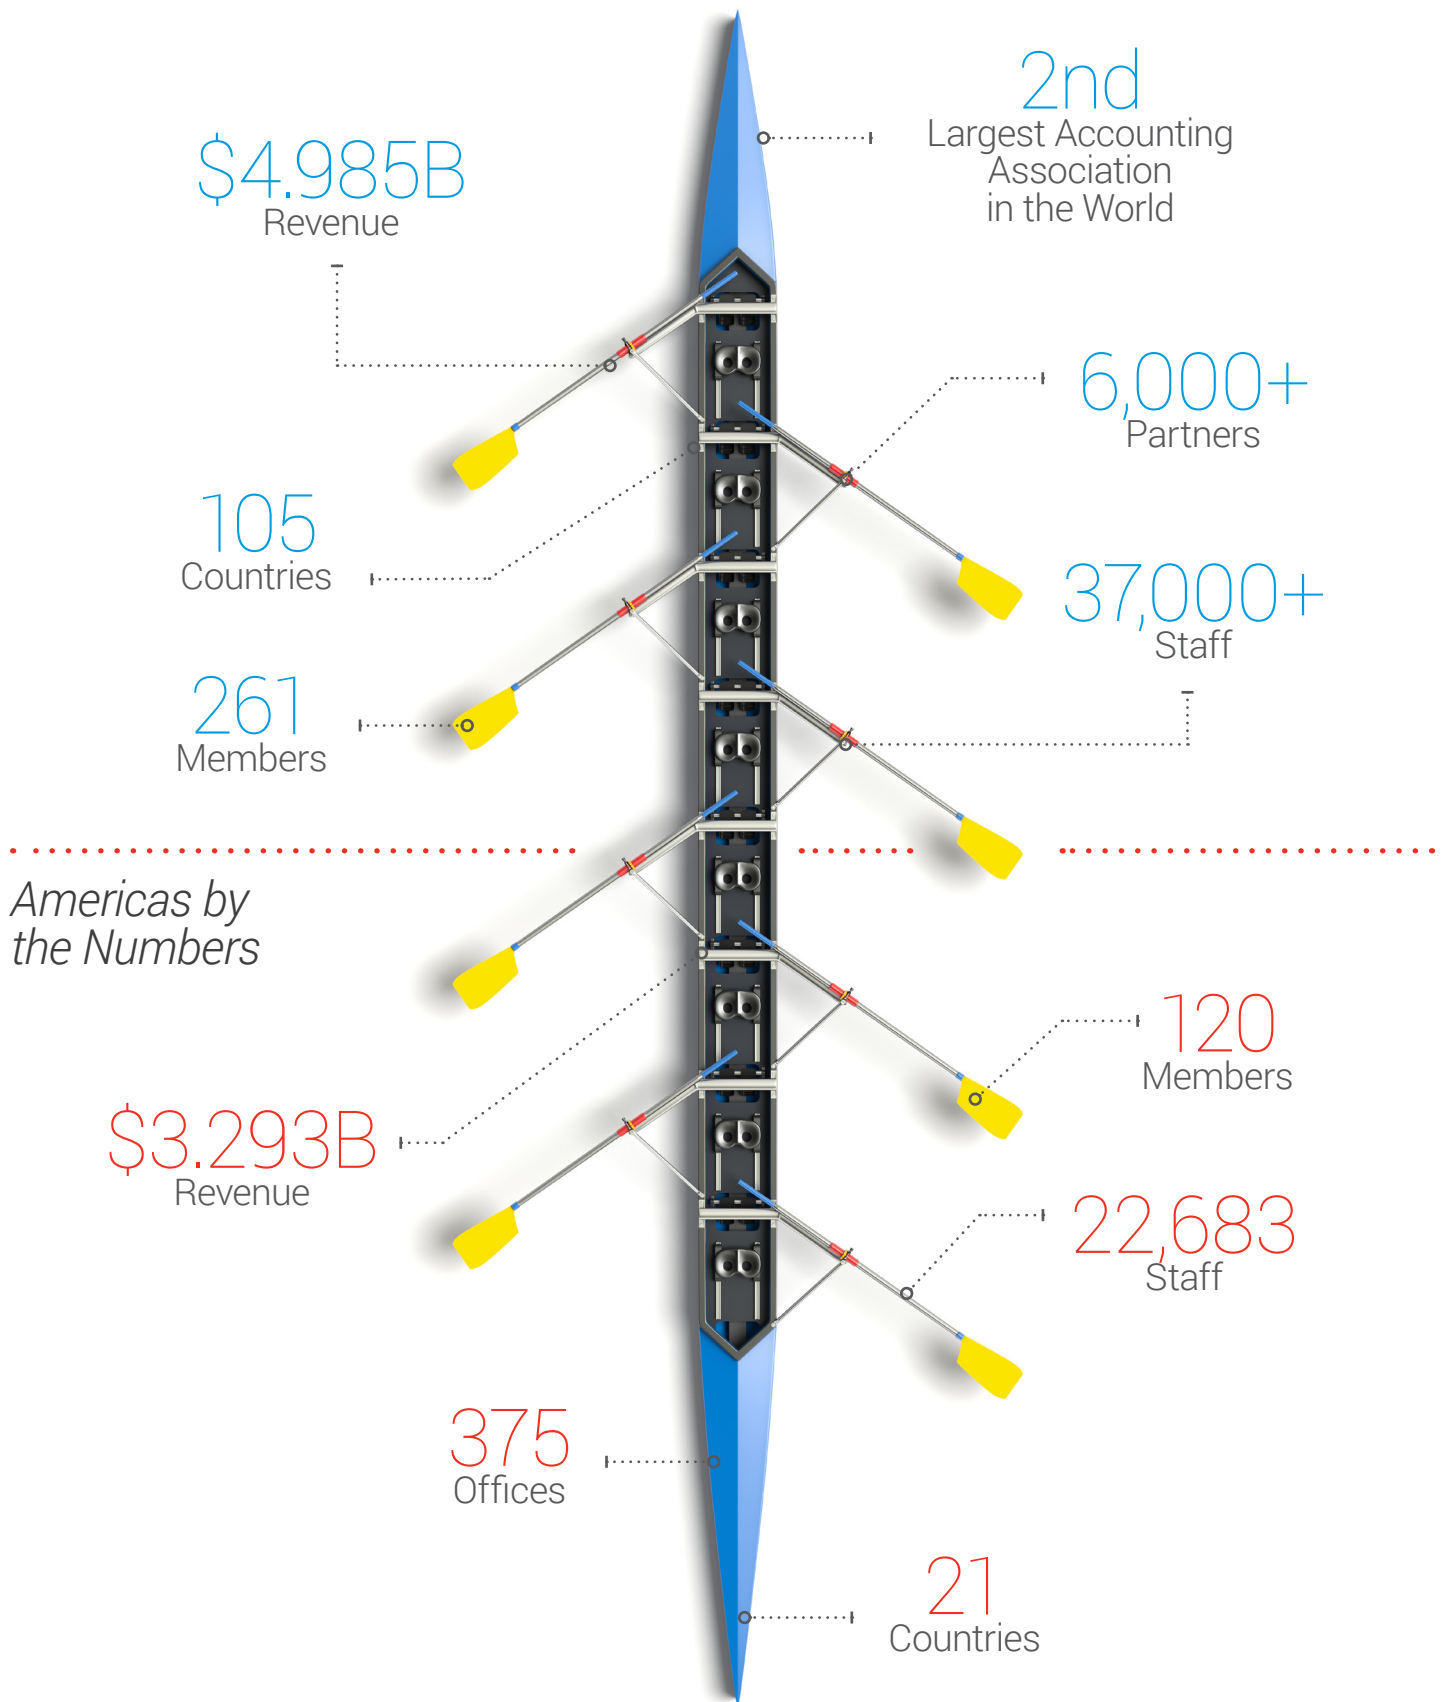 2nd
Largest Accounting
Association
in the World
$4.985B
Revenue
6,000+
Partners
105
Countries
37,000+
Staff
261
Members
Americas by
the Numbers
120
Members
$3.293B
Revenue
22,683
Staff
375
Offices
21
Countries